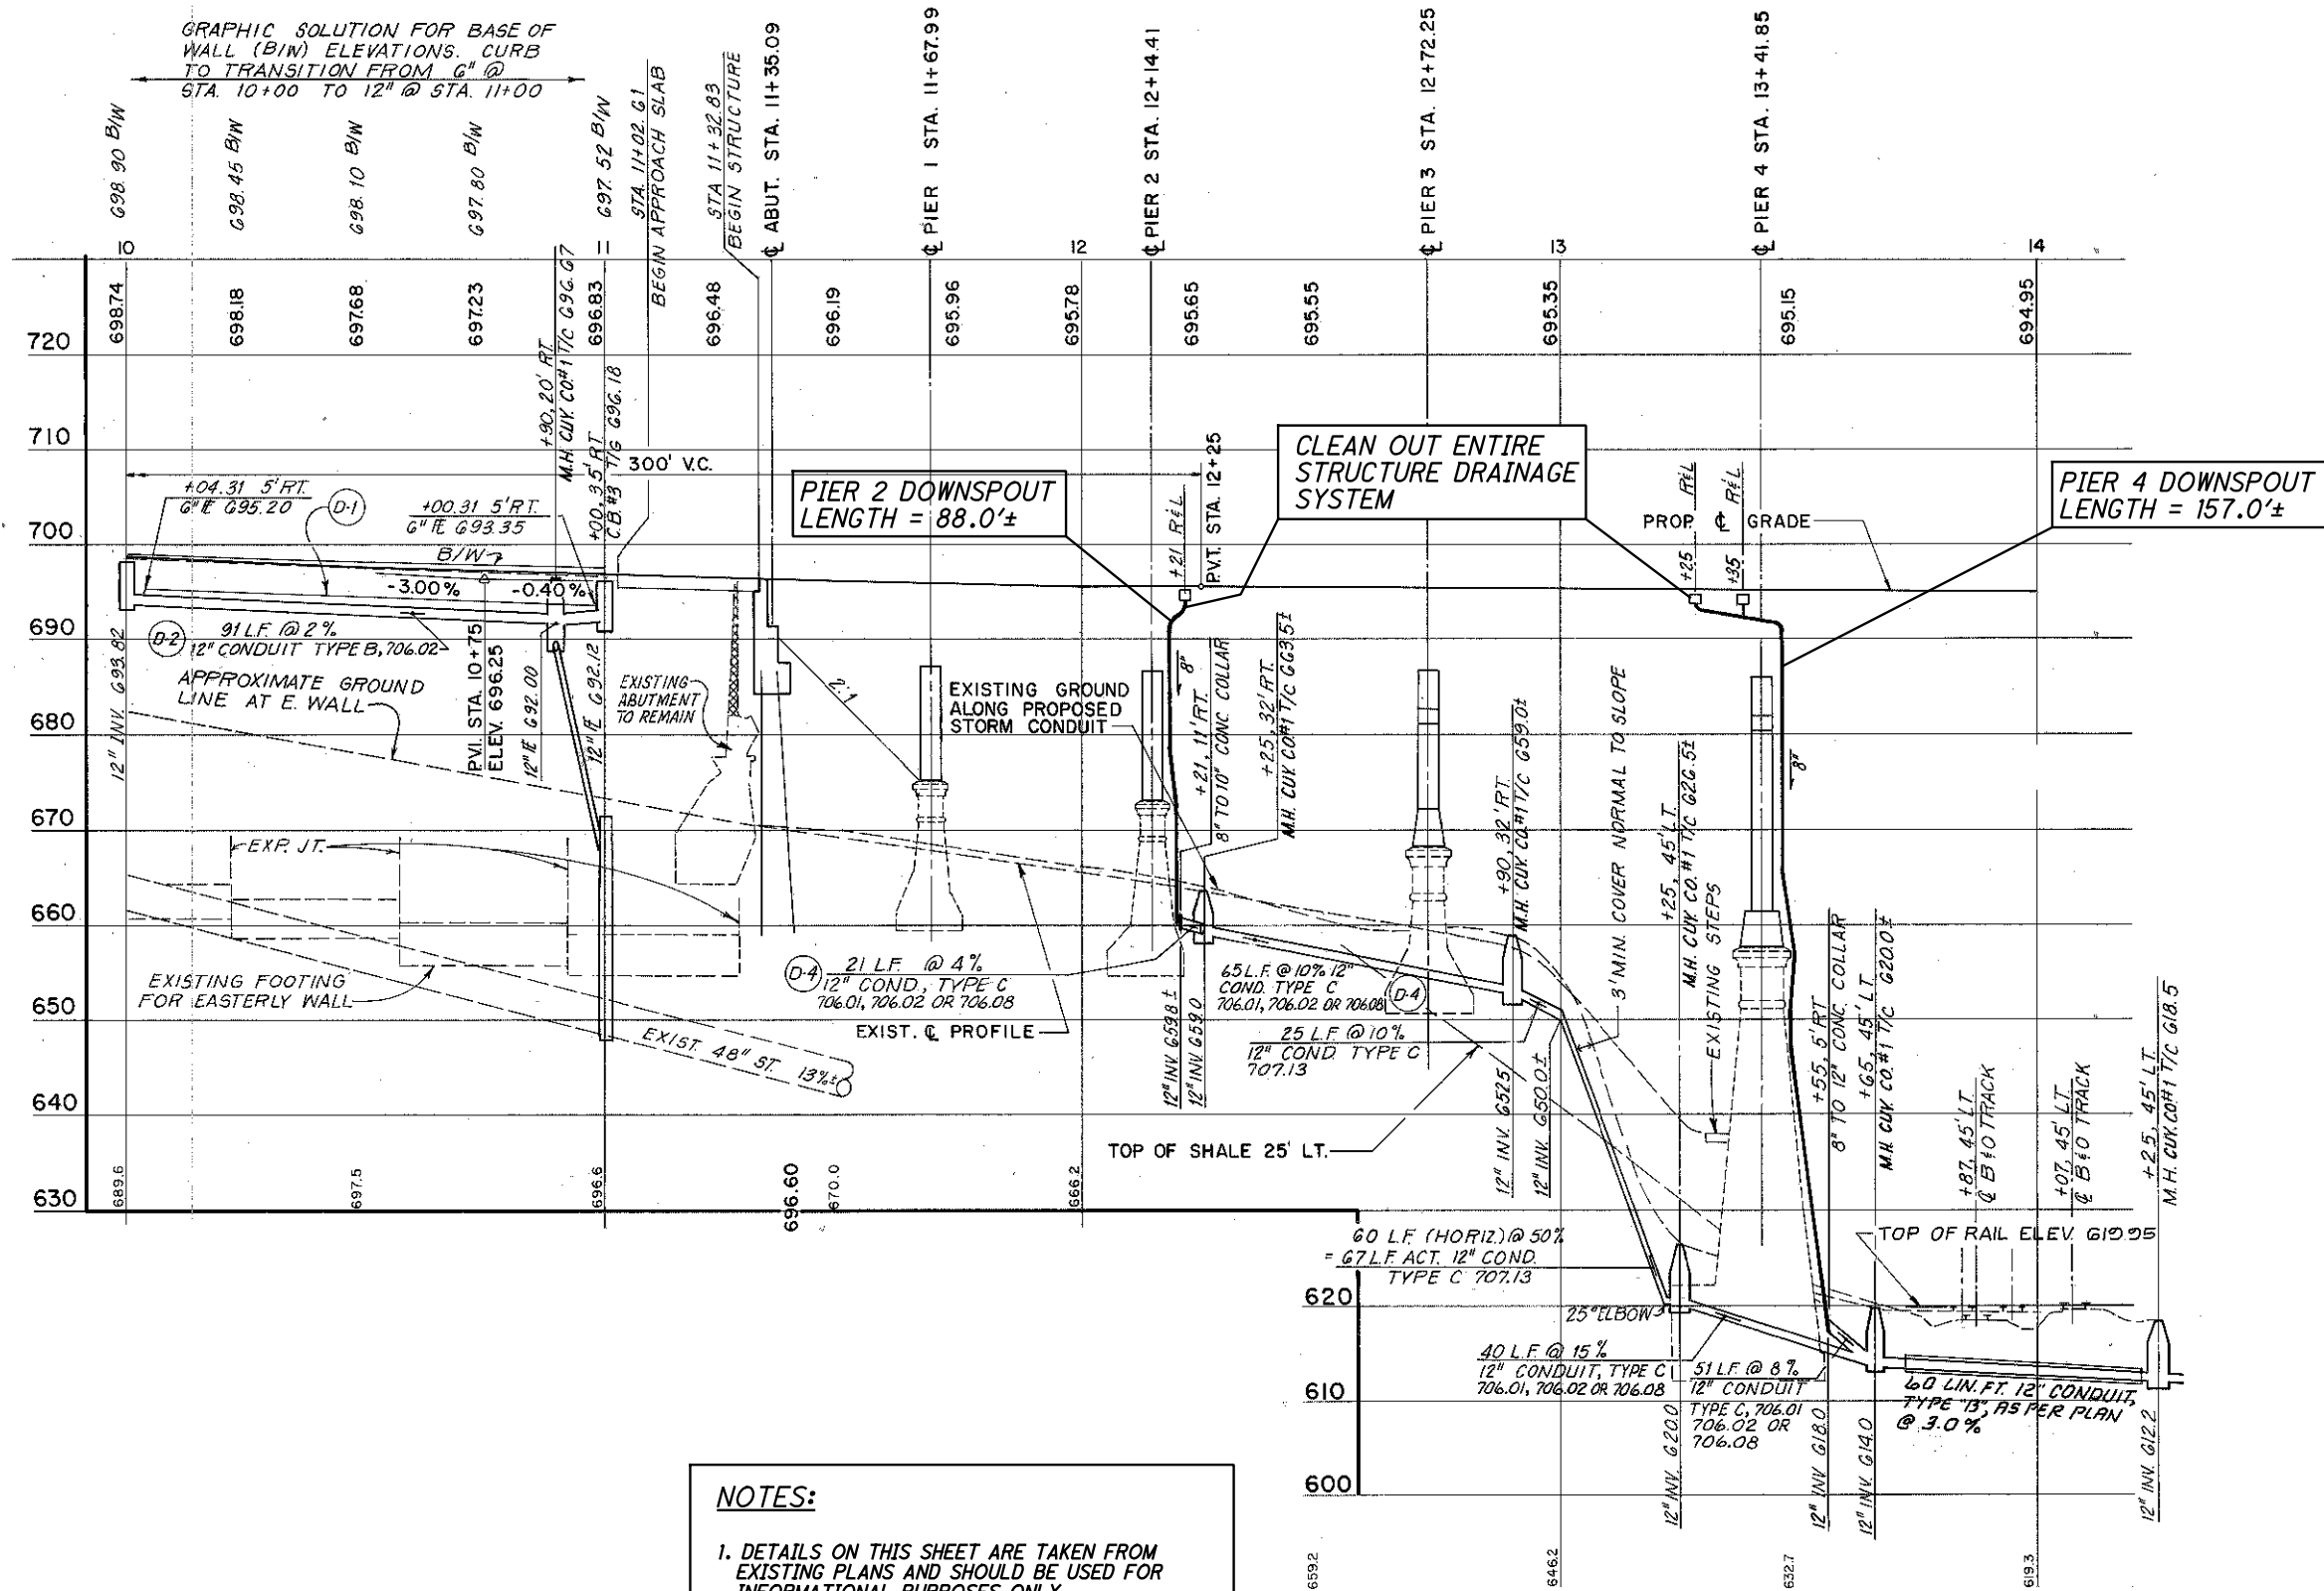 GRAPHIC SOLUTION FOR BASE OF
WALL (B/W) ELEVATIONS. CURB
TO TRANSITION FROM 6" @
STA. 10+00 TO 12" @ STA. 11+00
698.90 B/W
698.45 B/W
698.10 B/W
697.80 B/W
697.52 B/W
STA. 11+02.61
BEGIN APPROACH SLAB
STA 11+32.83
BEGIN STRUCTURE
℄ ABUT. STA. 11+35.09
℄ PIER 1 STA. 11+67.99
℄ PIER 2 STA. 12+14.41
℄ PIER 3 STA. 12+72.25
℄ PIER 4 STA. 13+41.85
10
=
12
13
14
698.74
698.18
697.68
697.23
696.83
696.48
696.19
695.96
695.78
695.65
695.55
695.35
695.15
694.95
+90, 20' RT.
M.H. CUY. CO. #1 T/C 696.67
+00.3 5' RT.
C.B. #3 T/G 696.18
720
710
700
690
680
670
660
650
640
630
620
610
600
300' V.C.
P.V.T. STA. 12+25
PIER 2 DOWNSPOUT
LENGTH = 88.0'±
CLEAN OUT ENTIRE
STRUCTURE DRAINAGE
SYSTEM
PIER 4 DOWNSPOUT
LENGTH = 157.0'±
+04.31 5' RT.
6" ℄ 695.20
D-1
+00.31 5' RT.
6" ℄ 693.35
B/W
-3.00%
-0.40%
+21 R&L
+25 R&L
+35 R&L
PROP. ℄ GRADE
D-2
91 L.F. @ 2%
12" CONDUIT TYPE B, 706.02
12" INV. 693.82
APPROXIMATE GROUND
LINE AT E. WALL
P.V.I. STA. 10+75
ELEV. 696.25
12" ℄ 692.00
12" ℄ 692.12
EXISTING
ABUTMENT
TO REMAIN
2:1
EXISTING GROUND
ALONG PROPOSED
STORM CONDUIT
8"
+21, 11' RT.
8" TO 10" CONC. COLLAR
+25, 32' RT.
M.H. CUY. CO. #1 T/C 663.5±
+90, 32' RT.
M.H. CUY. CO. #1 T/C 659.0±
3' MIN. COVER NORMAL TO SLOPE
+25, 45' LT.
M.H. CUY. CO. #1 T/C 626.5±
EXISTING STEPS
8"
EXP. JT.
EXISTING FOOTING
FOR EASTERLY WALL
EXIST. 48" ST. 13%±
D-4
21 L.F. @ 4%
12" COND., TYPE C
706.01, 706.02 OR 706.08
EXIST. ℄ PROFILE
12" INV. 659.8±
12" INV. 659.0
65 L.F. @ 10% 12"
COND. TYPE C
706.01, 706.02 OR 706.08
D-4
25 L.F. @ 10%
12" COND. TYPE C
707.13
TOP OF SHALE 25' LT.
12" INV. 652.5
12" INV. 650.0±
+55, 5' RT
8" TO 12" CONC. COLLAR
+65, 45' LT.
M.H. CUY. CO. #1 T/C 620.0±
+87, 45' LT
℄ B & O TRACK
+07, 45' LT
℄ B & O TRACK
+25, 45' LT.
M.H. CUY. CO. #1 T/C 618.5
689.6
697.5
696.6
696.60
670.0
666.2
60 L.F. (HORIZ.) @ 50%
= 67 L.F. ACT. 12" COND.
TYPE C 707.13
TOP OF RAIL ELEV. 619.95
25° ELBOW
40 L.F. @ 15%
12" CONDUIT, TYPE C
706.01, 706.02 OR 706.08
51 L.F. @ 8%
12" CONDUIT
TYPE C, 706.01
706.02 OR
706.08
60 LIN. FT. 12" CONDUIT,
TYPE "B", AS PER PLAN
@ 3.0%
12" INV. 620.0
12" INV. 618.0
12" INV. 614.0
12" INV. 612.2
NOTES:
1. DETAILS ON THIS SHEET ARE TAKEN FROM
EXISTING PLANS AND SHOULD BE USED FOR
INFORMATIONAL PURPOSES ONLY
659.2
646.2
632.7
619.3